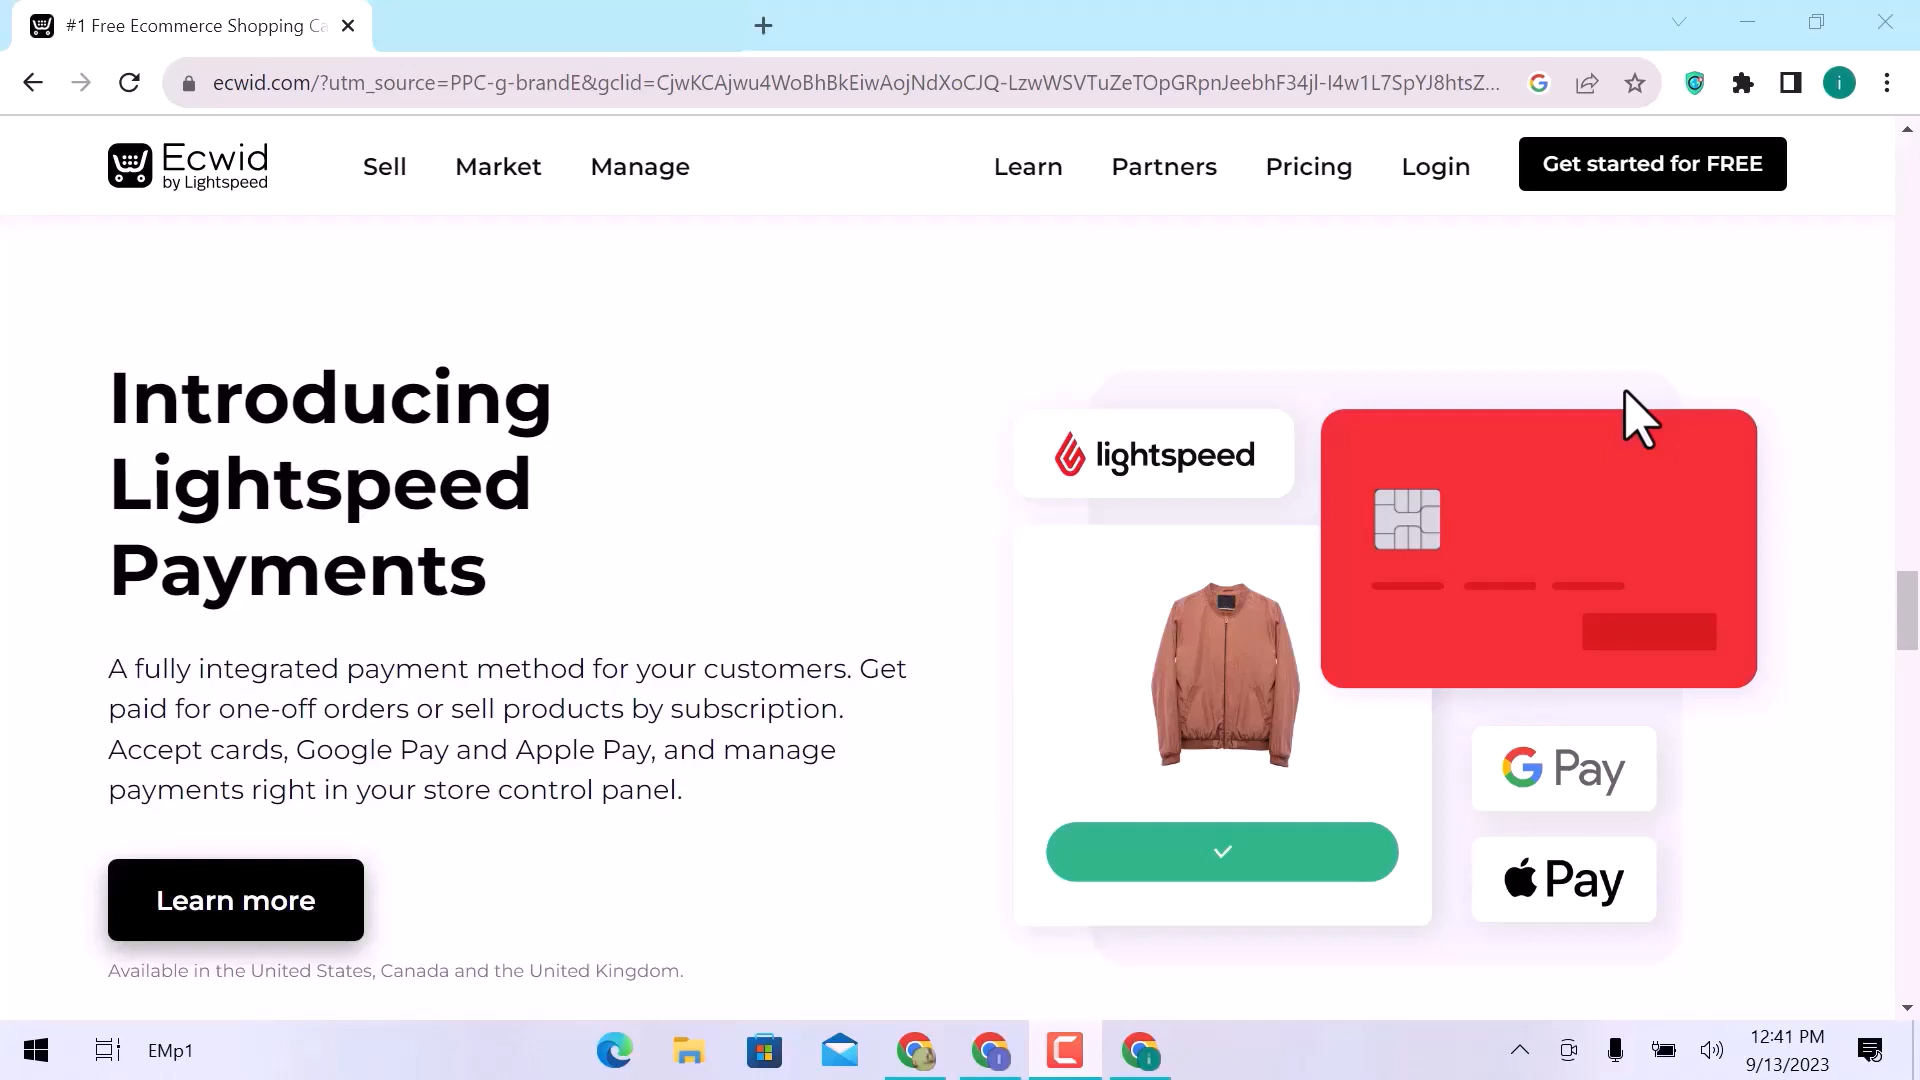 #1 Free Ecommerce Shopping Ca
ecwid.com/?utm_source=PPC-g-brandE&gclid=CjwKCAjwu4WoBhBkEiwAojNdXoCJQ-LzwWSVTuZeTOpGRpnJeebhF34jl-I4w1L7SpYJ8htsZ...
i
Ecwid
by Lightspeed
Sell
Market
Manage
Learn
Partners
Pricing
Login
Get started for FREE
Introducing
Lightspeed
Payments
A fully integrated payment method for your customers. Get
paid for one-off orders or sell products by subscription.
Accept cards, Google Pay and Apple Pay, and manage
payments right in your store control panel.
Learn more
Available in the United States, Canada and the United Kingdom.
lightspeed
G Pay
Pay
EMp1
12:41 PM
9/13/2023